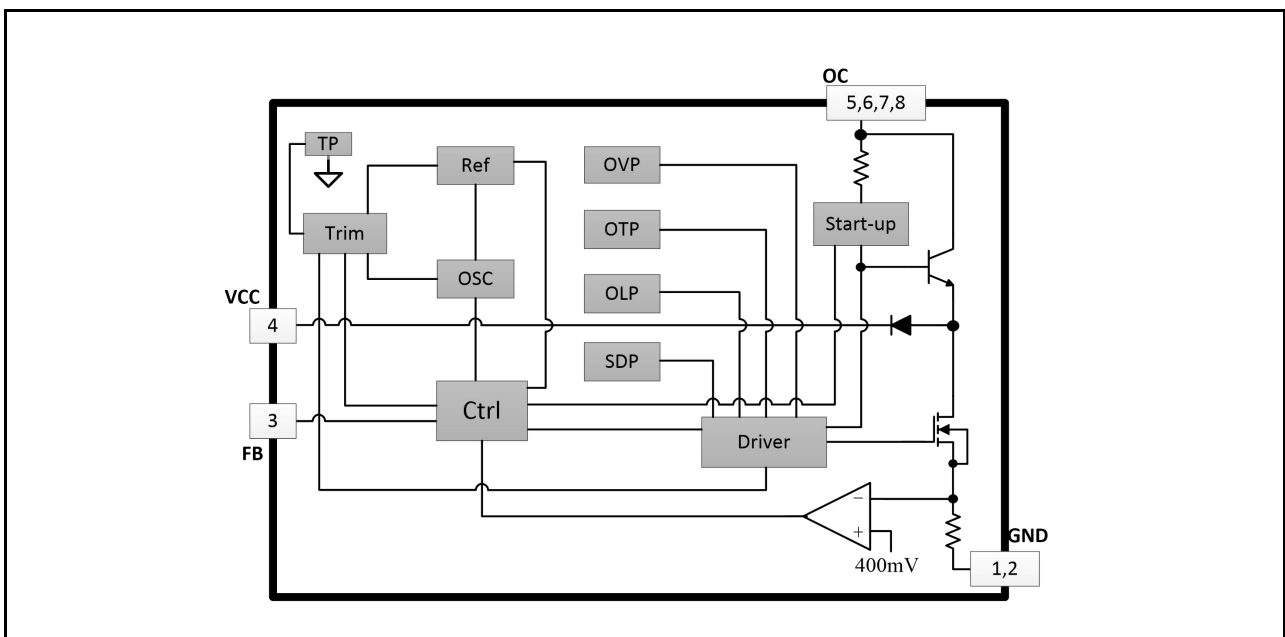 OC
5,6,7,8
TP
Ref
OVP
Trim
OTP
Start-up
OSC
OLP
VCC
4
SDP
Ctrl
3
FB
Driver
−
+
400mV
GND
1,2